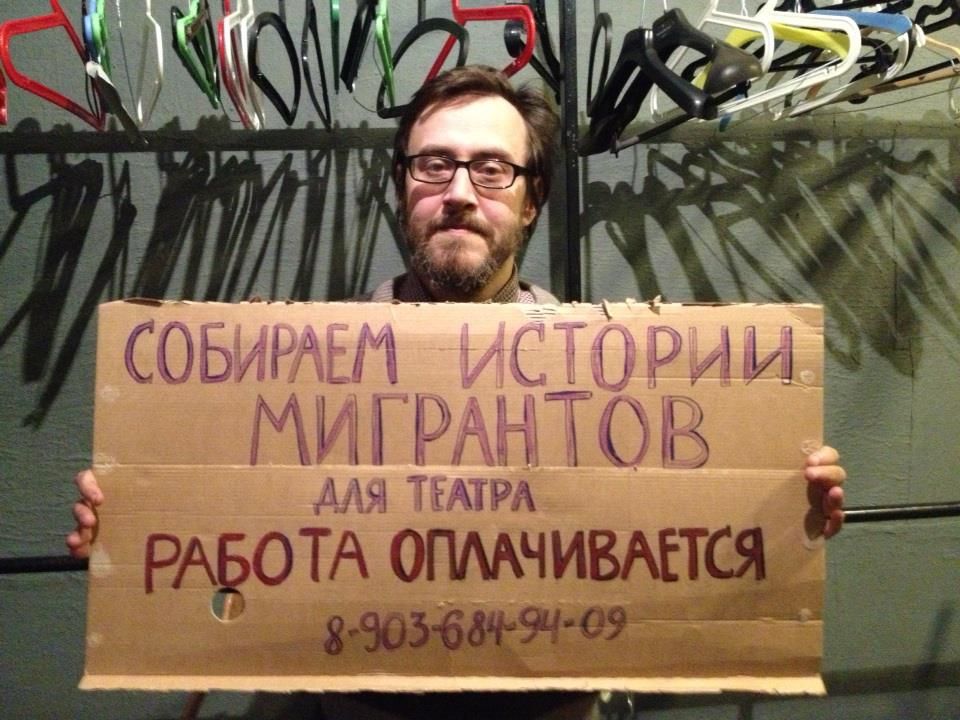 СОБИРАЕМ ИСТОРИИ
МИГРАНТОВ
ДЛЯ ТЕАТРА
РАБОТА ОПЛАЧИВАЕТСЯ
8-903-684-94-09